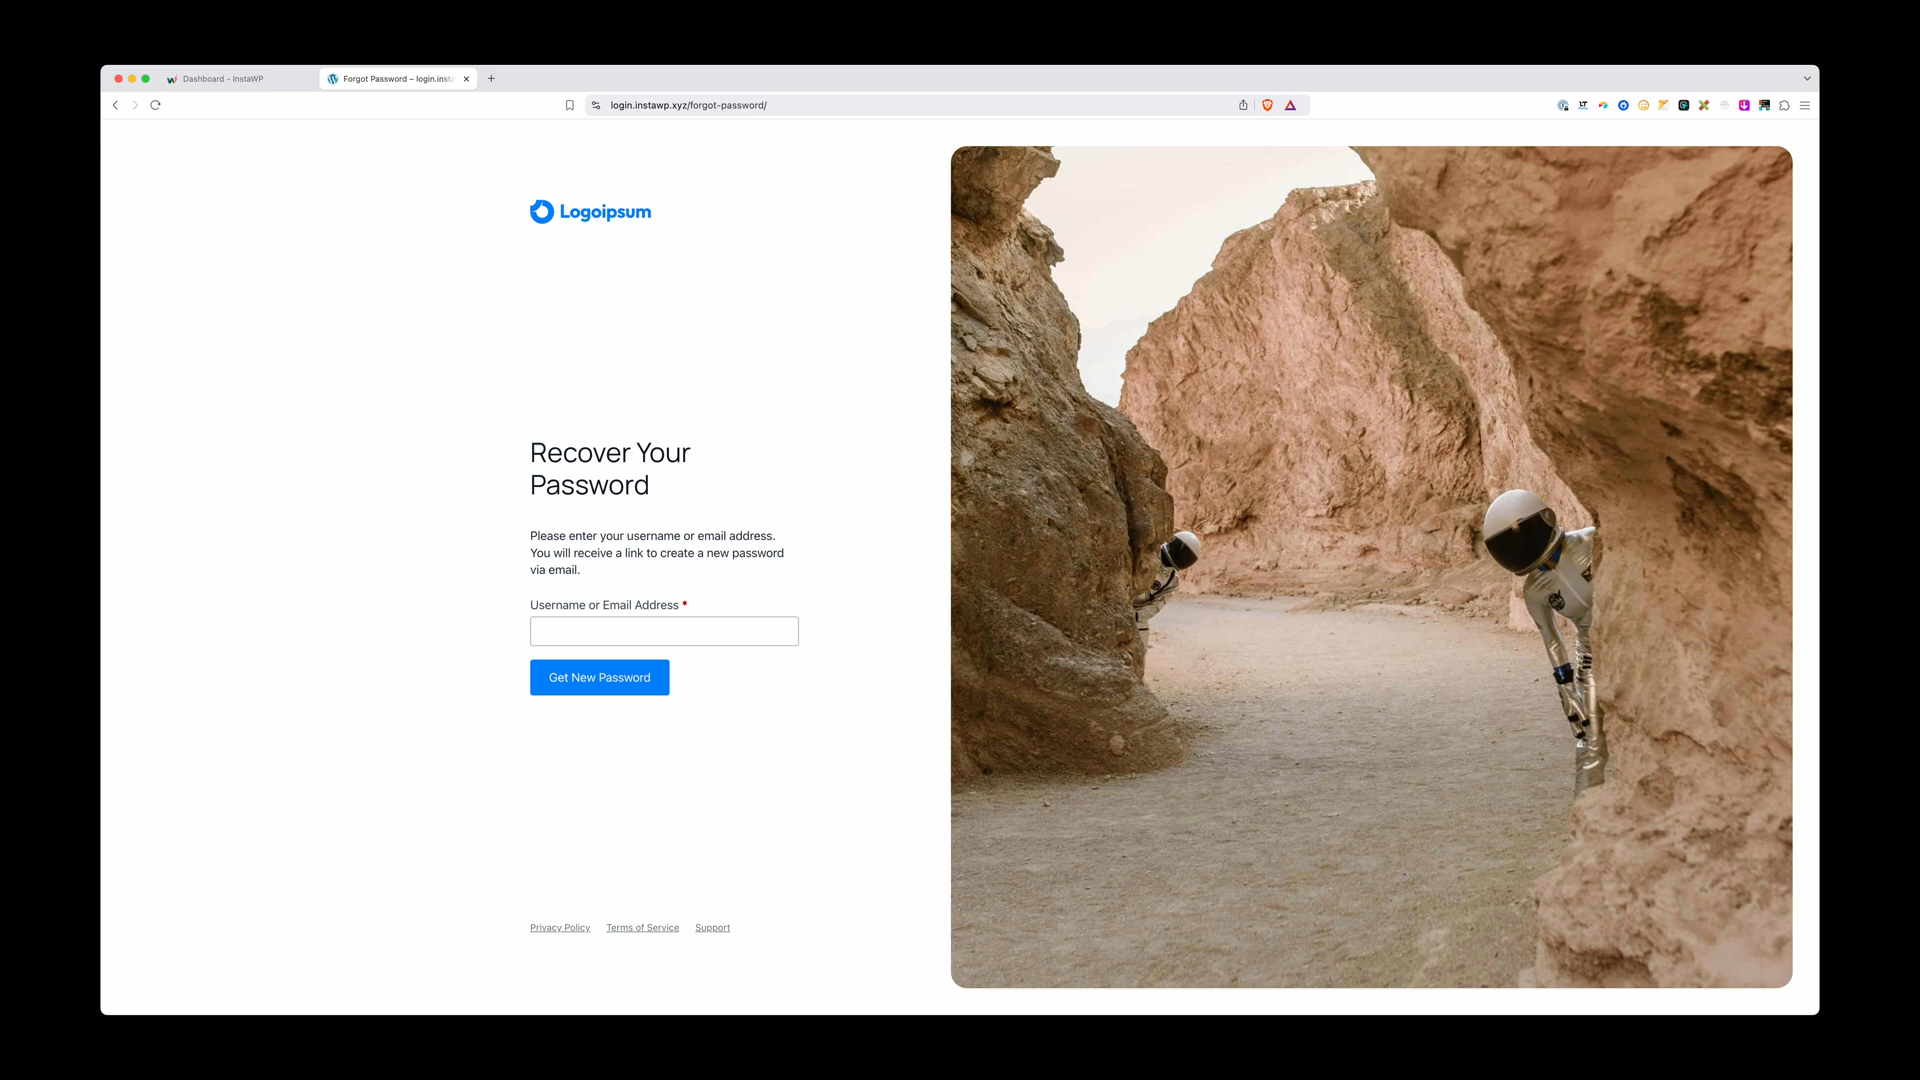 Dashboard - InstaWP
Forgot Password – login.insta
login.instawp.xyz/forgot-password/
Logoipsum
Recover Your
Password
Please enter your username or email address.
You will receive a link to create a new password
via email.
Username or Email Address *
Get New Password
Privacy Policy Terms of Service Support